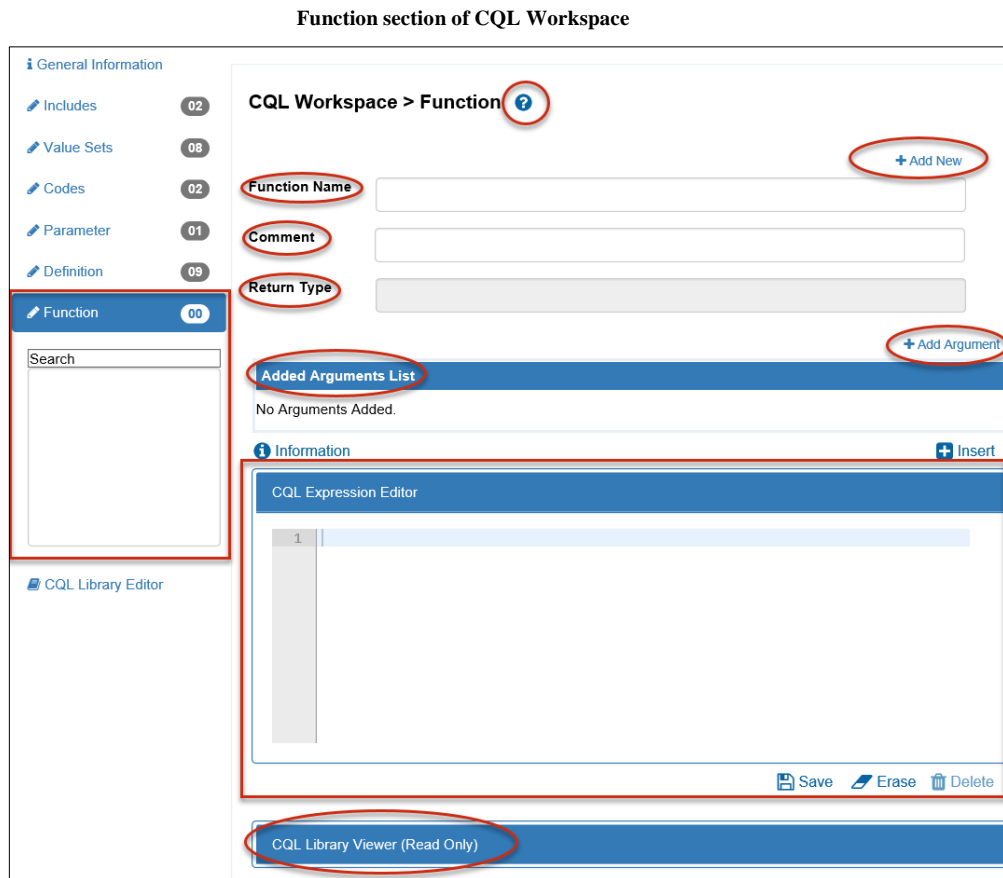 Function section of CQL Workspace
i General Information
Includes 02
Value Sets 08
Codes 02
Parameter 01
Definition 09
Function 00
Search
CQL Library Editor
CQL Workspace > Function ?
+ Add New
Function Name
Comment
Return Type
+ Add Argument
Added Arguments List
No Arguments Added.
i Information
+ Insert
CQL Expression Editor
1
Save Erase Delete
CQL Library Viewer (Read Only)